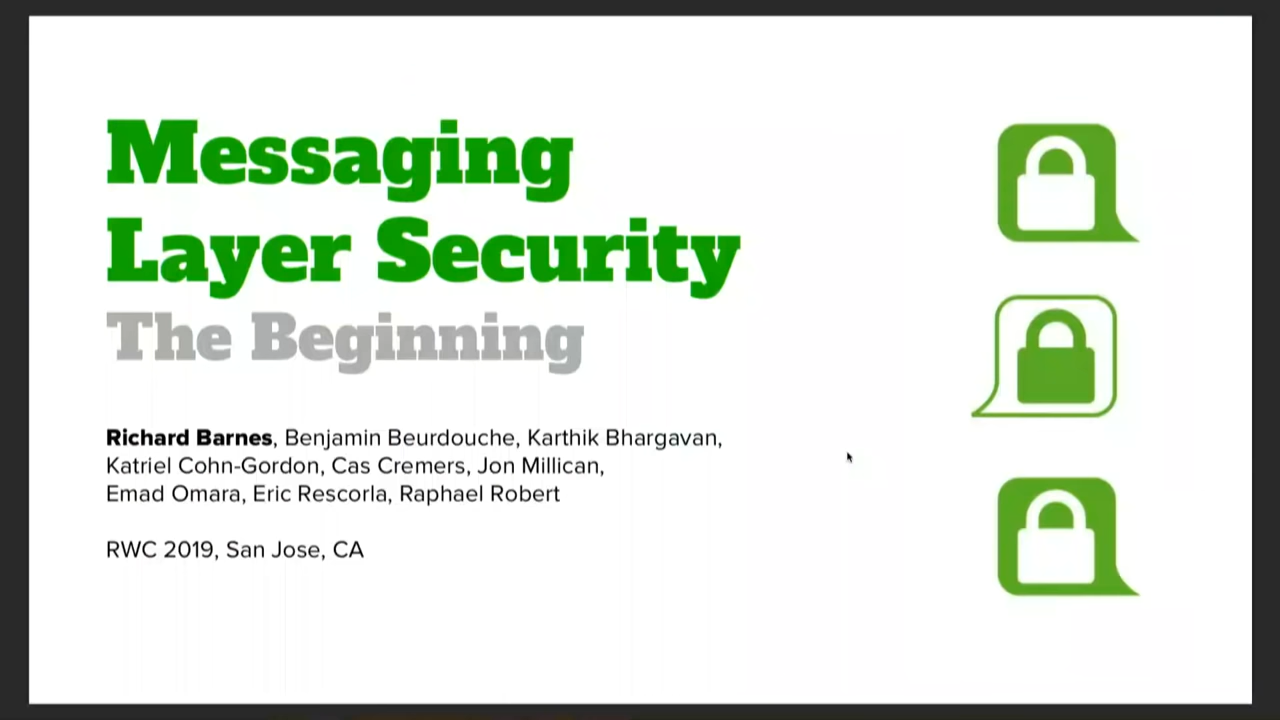 Messaging
Layer Security
The Beginning
Richard Barnes, Benjamin Beurdouche, Karthik Bhargavan,
Katriel Cohn-Gordon, Cas Cremers, Jon Millican,
Emad Omara, Eric Rescorla, Raphael Robert
RWC 2019, San Jose, CA